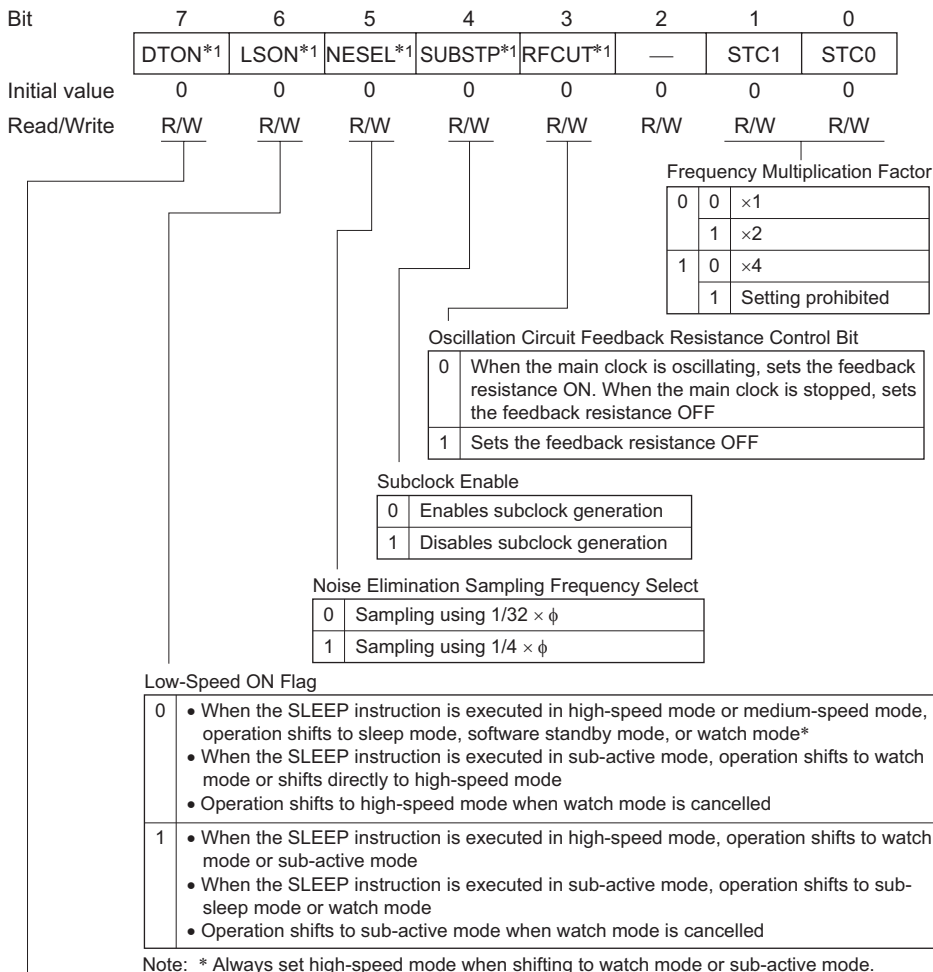 Bit 7 6 5 4 3 2 1 0
DTON*1 LSON*1 NESEL*1 SUBSTP*1 RFCUT*1 — STC1 STC0
Initial value 0 0 0 0 0 0 0 0
Read/Write R/W R/W R/W R/W R/W R/W R/W R/W
Frequency Multiplication Factor
0 0 ×1
1 ×2
1 0 ×4
1 Setting prohibited
Oscillation Circuit Feedback Resistance Control Bit
0 When the main clock is oscillating, sets the feedback
resistance ON. When the main clock is stopped, sets
the feedback resistance OFF
1 Sets the feedback resistance OFF
Subclock Enable
0 Enables subclock generation
1 Disables subclock generation
Noise Elimination Sampling Frequency Select
0 Sampling using 1/32 × ϕ
1 Sampling using 1/4 × ϕ
Low-Speed ON Flag
0 • When the SLEEP instruction is executed in high-speed mode or medium-speed mode,
operation shifts to sleep mode, software standby mode, or watch mode*
• When the SLEEP instruction is executed in sub-active mode, operation shifts to watch
mode or shifts directly to high-speed mode
• Operation shifts to high-speed mode when watch mode is cancelled
1 • When the SLEEP instruction is executed in high-speed mode, operation shifts to watch
mode or sub-active mode
• When the SLEEP instruction is executed in sub-active mode, operation shifts to sub-
sleep mode or watch mode
• Operation shifts to sub-active mode when watch mode is cancelled
Note: * Always set high-speed mode when shifting to watch mode or sub-active mode.